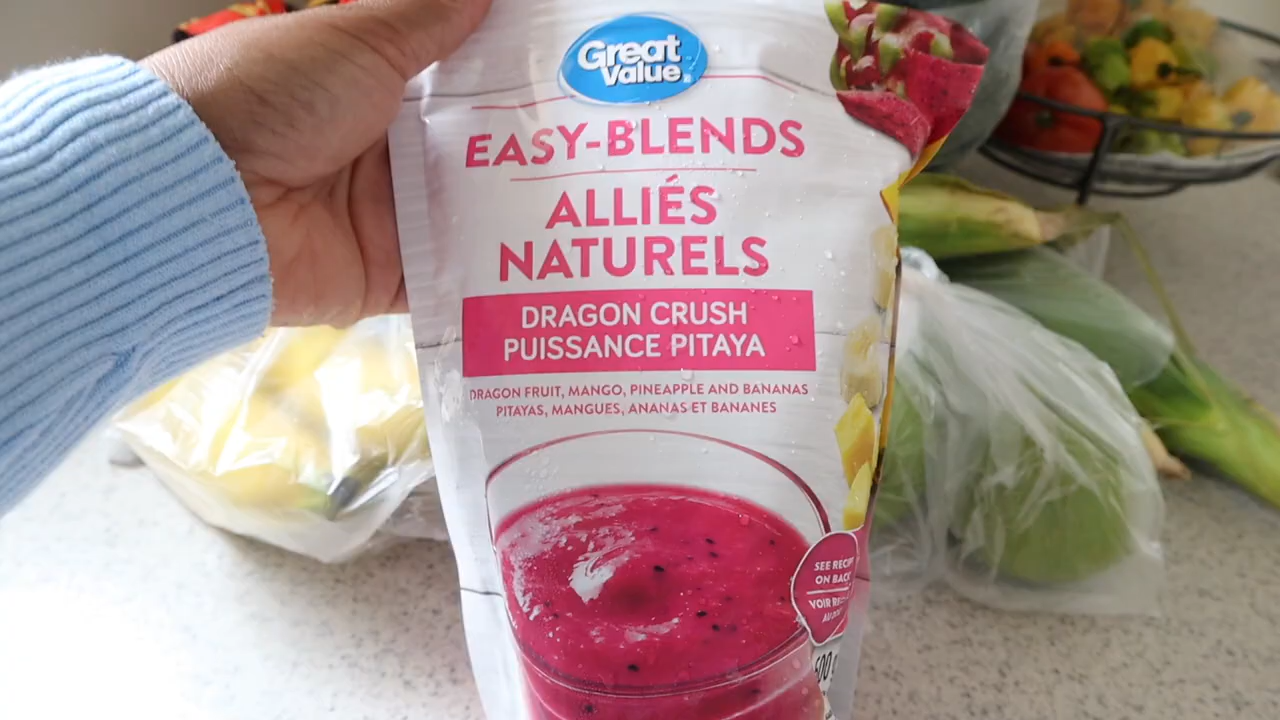 Great
Value
EASY-BLENDS
ALLIÉS
NATURELS
DRAGON CRUSH
PUISSANCE PITAYA
DRAGON FRUIT, MANGO, PINEAPPLE AND BANANAS
PITAYAS, MANGUES, ANANAS ET BANANES
SEE
ON BACK
VOIR